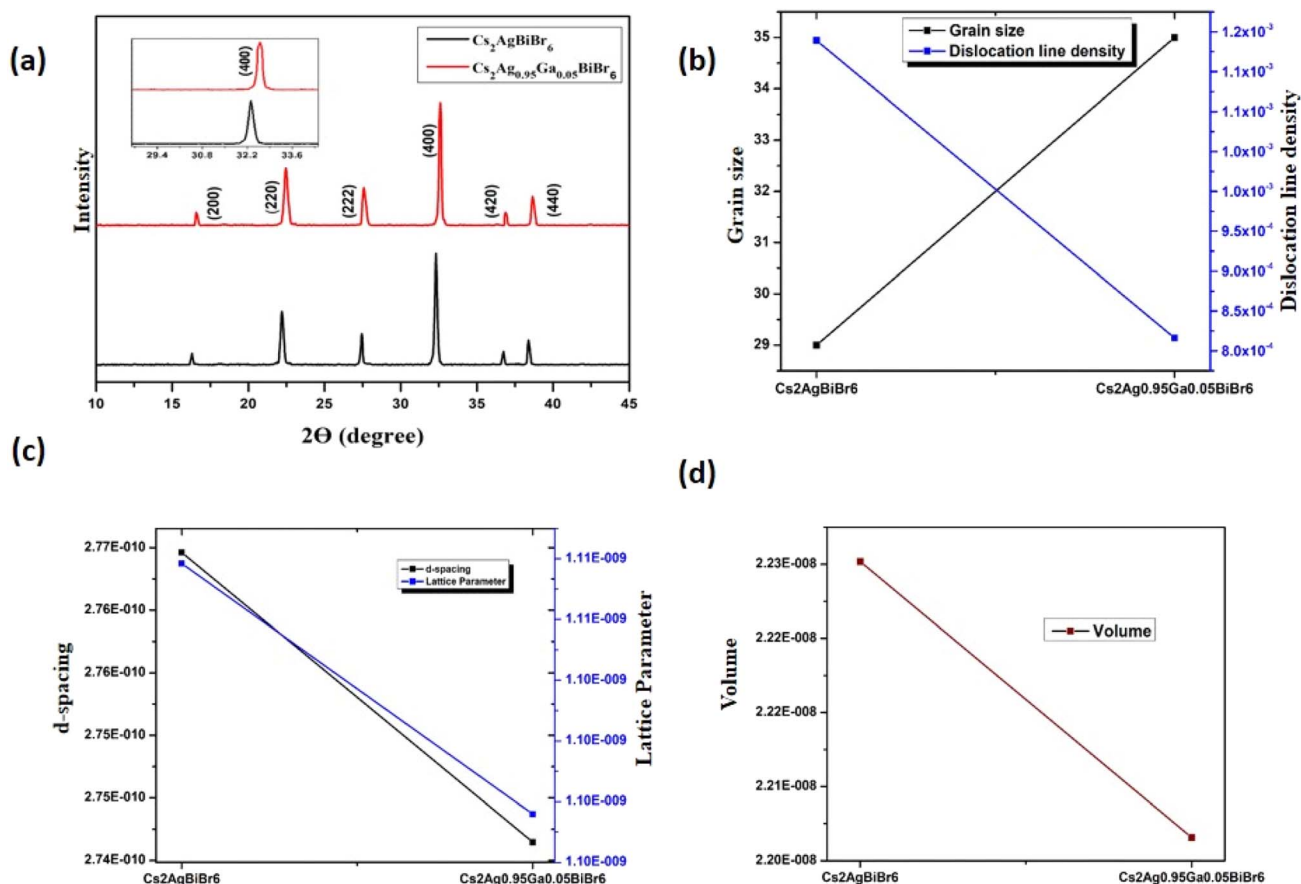 (a)
Cs2AgBiBr6
Cs2Ag0.95Ga0.05BiBr6
(400)
29.4 30.8 32.2 33.6
(200)
(220)
(222)
(400)
(420)
(440)
Intensity
10 15 20 25 30 35 40 45
2Θ (degree)
(b)
Grain size
Dislocation line density
35
34
33
32
31
30
29
Grain size
1.2x10-3
1.1x10-3
1.1x10-3
1.0x10-3
1.0x10-3
9.5x10-4
9.0x10-4
8.5x10-4
8.0x10-4
Dislocation line density
Cs2AgBiBr6 Cs2Ag0.95Ga0.05BiBr6
(c)
d-spacing
Lattice Parameter
2.77E-010
2.76E-010
2.76E-010
2.75E-010
2.75E-010
2.74E-010
d-spacing
1.11E-009
1.11E-009
1.10E-009
1.10E-009
1.10E-009
1.10E-009
Lattice Parameter
Cs2AgBiBr6 Cs2Ag0.95Ga0.05BiBr6
(d)
Volume
2.23E-008
2.22E-008
2.22E-008
2.21E-008
2.20E-008
Volume
Cs2AgBiBr6 Cs2Ag0.95Ga0.05BiBr6